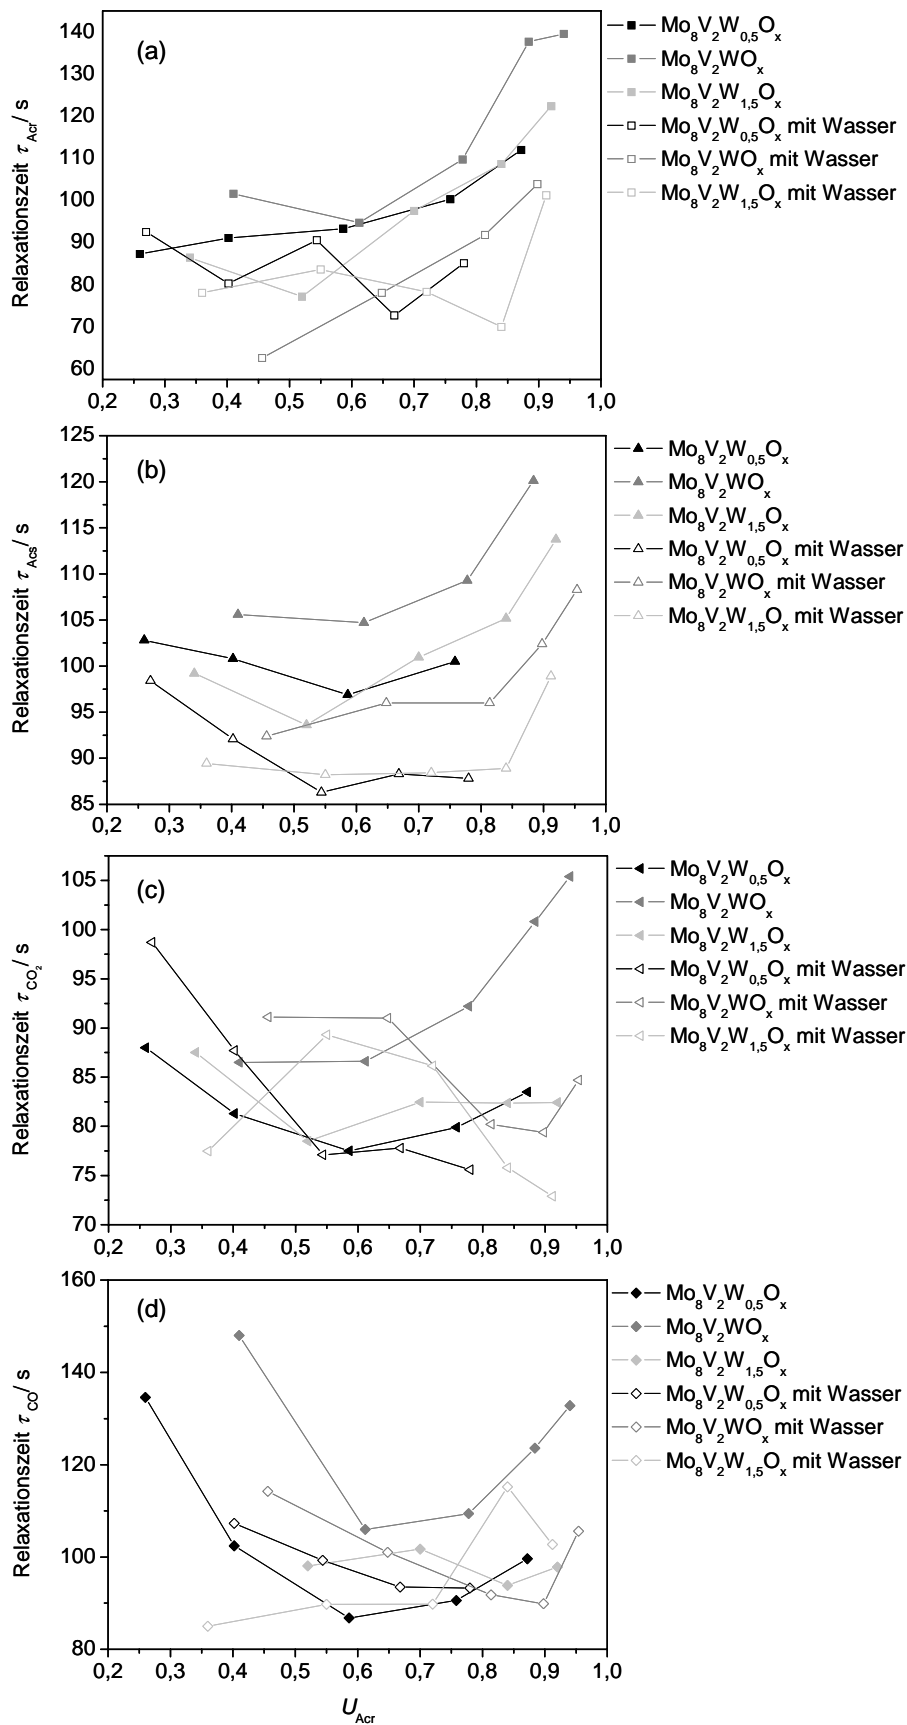 (a)
Relaxationszeit τ_Acr / s
140
130
120
110
100
90
80
70
60
0,2 0,3 0,4 0,5 0,6 0,7 0,8 0,9 1,0
Mo₈V₂W₀,₅Oₓ
Mo₈V₂WOₓ
Mo₈V₂W₁,₅Oₓ
Mo₈V₂W₀,₅Oₓ mit Wasser
Mo₈V₂WOₓ mit Wasser
Mo₈V₂W₁,₅Oₓ mit Wasser
(b)
Relaxationszeit τ_Acs / s
125
120
115
110
105
100
95
90
85
0,2 0,3 0,4 0,5 0,6 0,7 0,8 0,9 1,0
Mo₈V₂W₀,₅Oₓ
Mo₈V₂WOₓ
Mo₈V₂W₁,₅Oₓ
Mo₈V₂W₀,₅Oₓ mit Wasser
Mo₈V₂WOₓ mit Wasser
Mo₈V₂W₁,₅Oₓ mit Wasser
(c)
Relaxationszeit τ_CO₂ / s
105
100
95
90
85
80
75
70
0,2 0,3 0,4 0,5 0,6 0,7 0,8 0,9 1,0
Mo₈V₂W₀,₅Oₓ
Mo₈V₂WOₓ
Mo₈V₂W₁,₅Oₓ
Mo₈V₂W₀,₅Oₓ mit Wasser
Mo₈V₂WOₓ mit Wasser
Mo₈V₂W₁,₅Oₓ mit Wasser
(d)
Relaxationszeit τ_CO / s
160
140
120
100
80
0,2 0,3 0,4 0,5 0,6 0,7 0,8 0,9 1,0
Mo₈V₂W₀,₅Oₓ
Mo₈V₂WOₓ
Mo₈V₂W₁,₅Oₓ
Mo₈V₂W₀,₅Oₓ mit Wasser
Mo₈V₂WOₓ mit Wasser
Mo₈V₂W₁,₅Oₓ mit Wasser
U_Acr